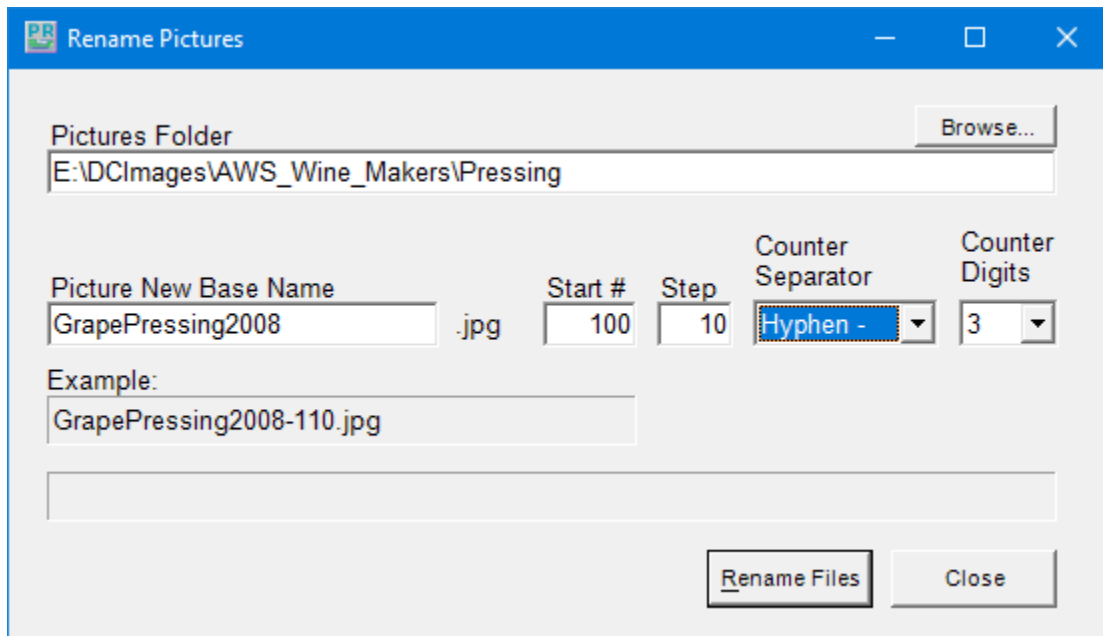 PR
Rename Pictures
Pictures Folder
Browse...
E:\DCImages\AWS_Wine_Makers\Pressing
Picture New Base Name
Start #
Step
Counter
Separator
Counter
Digits
GrapePressing2008
.jpg
100
10
Hyphen -
3
Example:
GrapePressing2008-110.jpg
Rename Files
Close